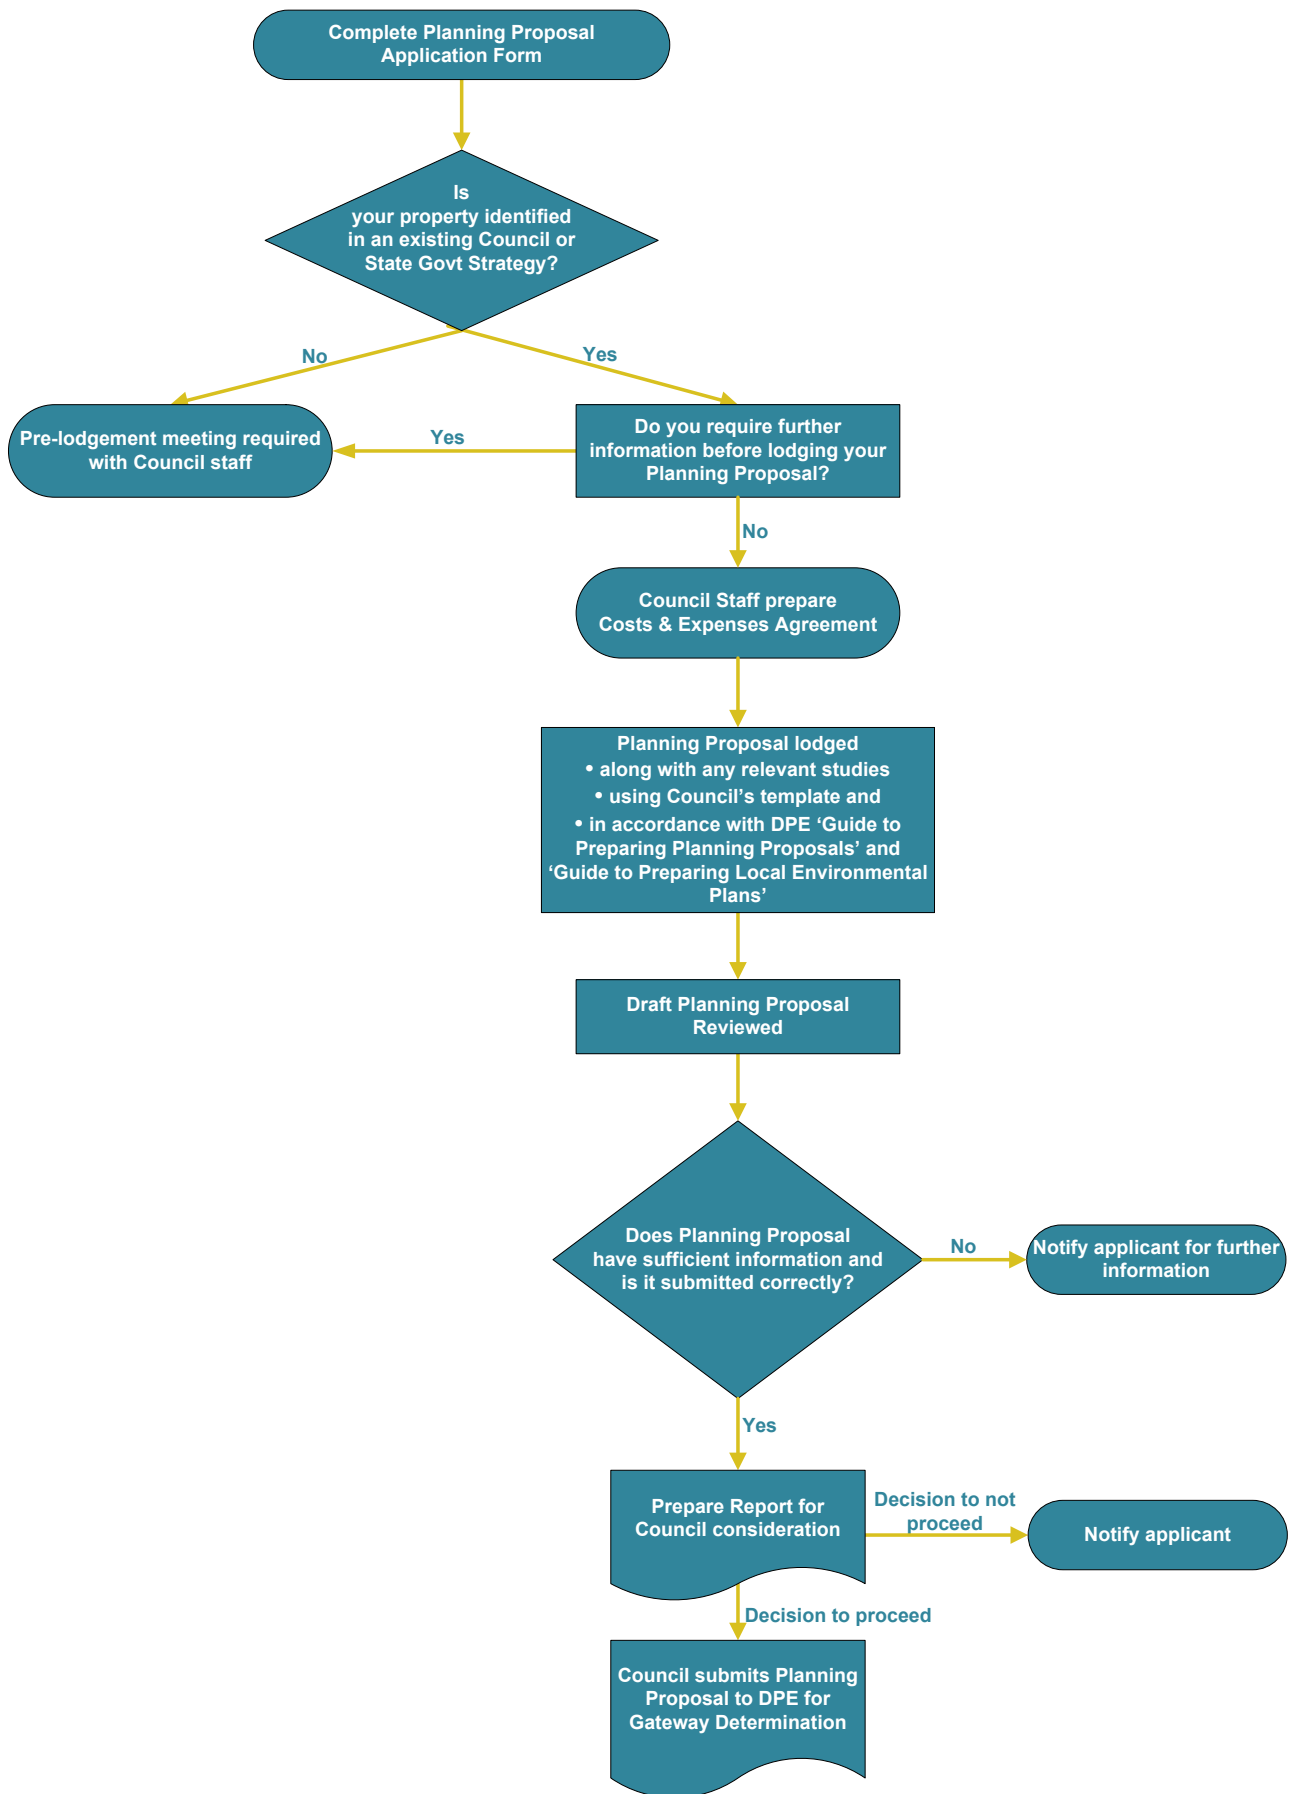 Complete Planning Proposal
Application Form
Is
your property identified
in an existing Council or
State Govt Strategy?
No
Yes
Pre-lodgement meeting required
with Council staff
Yes
Do you require further
information before lodging your
Planning Proposal?
No
Council Staff prepare
Costs & Expenses Agreement
Planning Proposal lodged
• along with any relevant studies
• using Council’s template and
• in accordance with DPE ‘Guide to
Preparing Planning Proposals’ and
‘Guide to Preparing Local Environmental
Plans’
Draft Planning Proposal
Reviewed
Does Planning Proposal
have sufficient information and
is it submitted correctly?
No
Notify applicant for further
information
Yes
Prepare Report for
Council consideration
Decision to not
proceed
Notify applicant
Decision to proceed
Council submits Planning
Proposal to DPE for
Gateway Determination